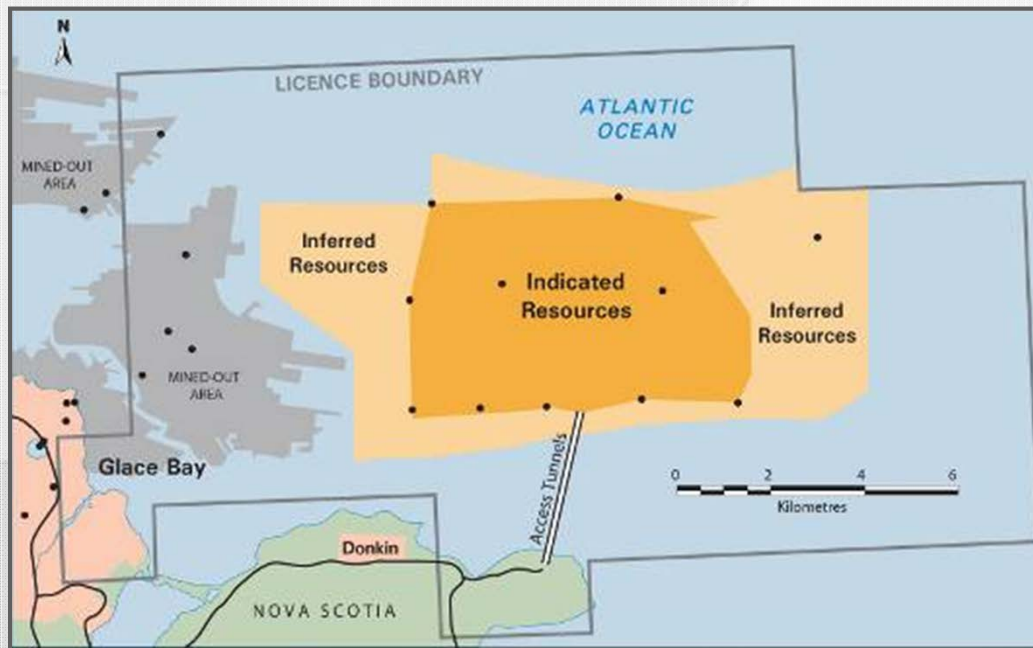 N
LICENCE BOUNDARY
ATLANTIC
OCEAN
MINED-OUT
AREA
Inferred
Resources
Indicated
Resources
Inferred
Resources
MINED-OUT
AREA
Glace Bay
Access Tunnels
0 2 4 6
Kilometres
Donkin
NOVA SCOTIA